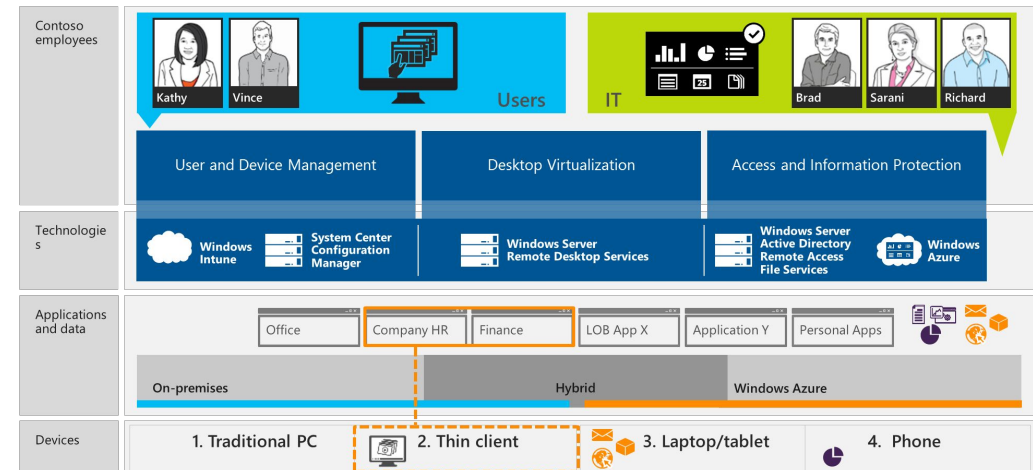 Contoso
employees
Kathy
Vince
Users
IT
25
Brad
Sarani
Richard
User and Device Management
Desktop Virtualization
Access and Information Protection
Technologie
s
Windows
Intune
System Center
Configuration
Manager
Windows Server
Remote Desktop Services
Windows Server
Active Directory
Remote Access
File Services
Windows
Azure
Applications
and data
Office
Company HR
Finance
LOB App X
Application Y
Personal Apps
On-premises
Hybrid
Windows Azure
Devices
1. Traditional PC
2. Thin client
3. Laptop/tablet
4. Phone